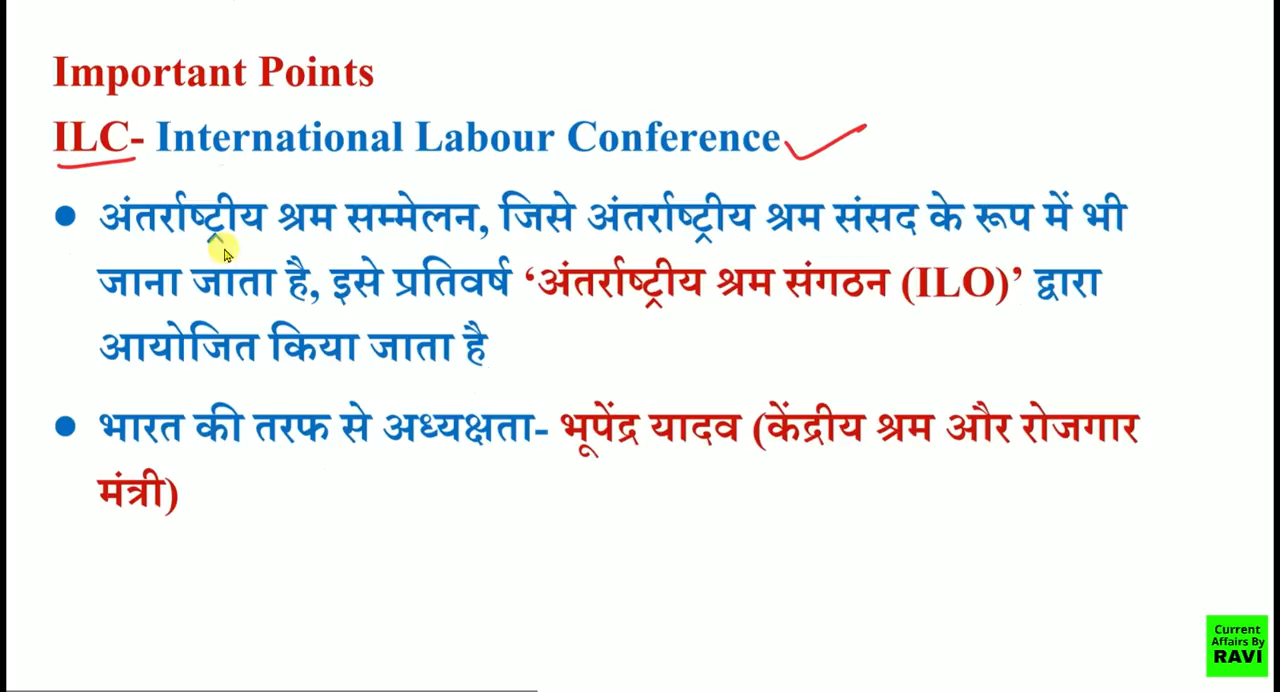 Important Points
ILC- International Labour Conference
अंतर्राष्ट्रीय श्रम सम्मेलन, जिसे अंतर्राष्ट्रीय श्रम संसद के रूप में भी
जाना जाता है, इसे प्रतिवर्ष ‘अंतर्राष्ट्रीय श्रम संगठन (ILO)’ द्वारा
आयोजित किया जाता है
भारत की तरफ से अध्यक्षता- भूपेंद्र यादव (केंद्रीय श्रम और रोजगार
मंत्री)
Current
Affairs By
RAVI